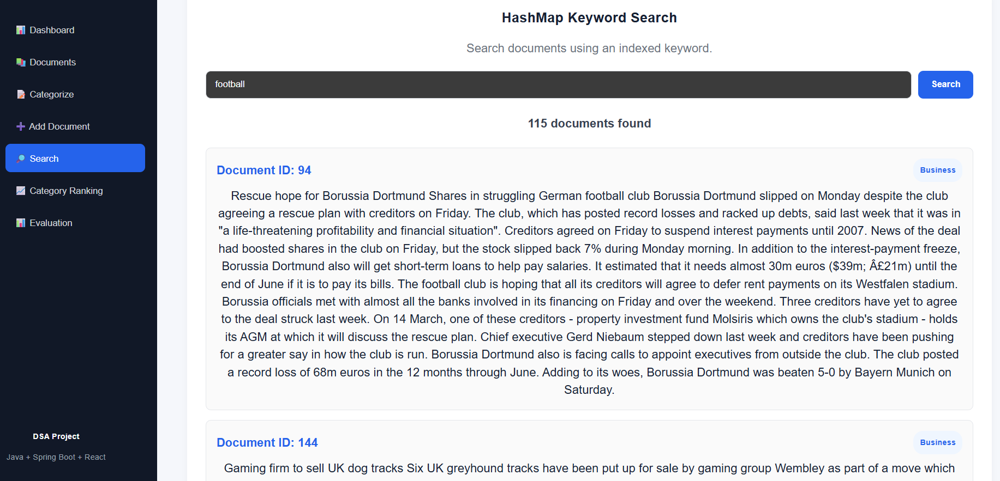 Dashboard
Documents
Categorize
Add Document
Search
Category Ranking
Evaluation
DSA Project
Java + Spring Boot + React
HashMap Keyword Search
Search documents using an indexed keyword.
football
Search
115 documents found
Document ID: 94
Business
Rescue hope for Borussia Dortmund Shares in struggling German football club Borussia Dortmund slipped on Monday despite the club
agreeing a rescue plan with creditors on Friday. The club, which has posted record losses and racked up debts, said last week that it was in
"a life-threatening profitability and financial situation". Creditors agreed on Friday to suspend interest payments until 2007. News of the deal
had boosted shares in the club on Friday, but the stock slipped back 7% during Monday morning. In addition to the interest-payment freeze,
Borussia Dortmund also will get short-term loans to help pay salaries. It estimated that it needs almost 30m euros ($39m; Â£21m) until the
end of June if it is to pay its bills. The football club is hoping that all its creditors will agree to defer rent payments on its Westfalen stadium.
Borussia officials met with almost all the banks involved in its financing on Friday and over the weekend. Three creditors have yet to agree
to the deal struck last week. On 14 March, one of these creditors - property investment fund Molsiris which owns the club's stadium - holds
its AGM at which it will discuss the rescue plan. Chief executive Gerd Niebaum stepped down last week and creditors have been pushing
for a greater say in how the club is run. Borussia Dortmund also is facing calls to appoint executives from outside the club. The club posted
a record loss of 68m euros in the 12 months through June. Adding to its woes, Borussia Dortmund was beaten 5-0 by Bayern Munich on
Saturday.
Document ID: 144
Business
Gaming firm to sell UK dog tracks Six UK greyhound tracks have been put up for sale by gaming group Wembley as part of a move which